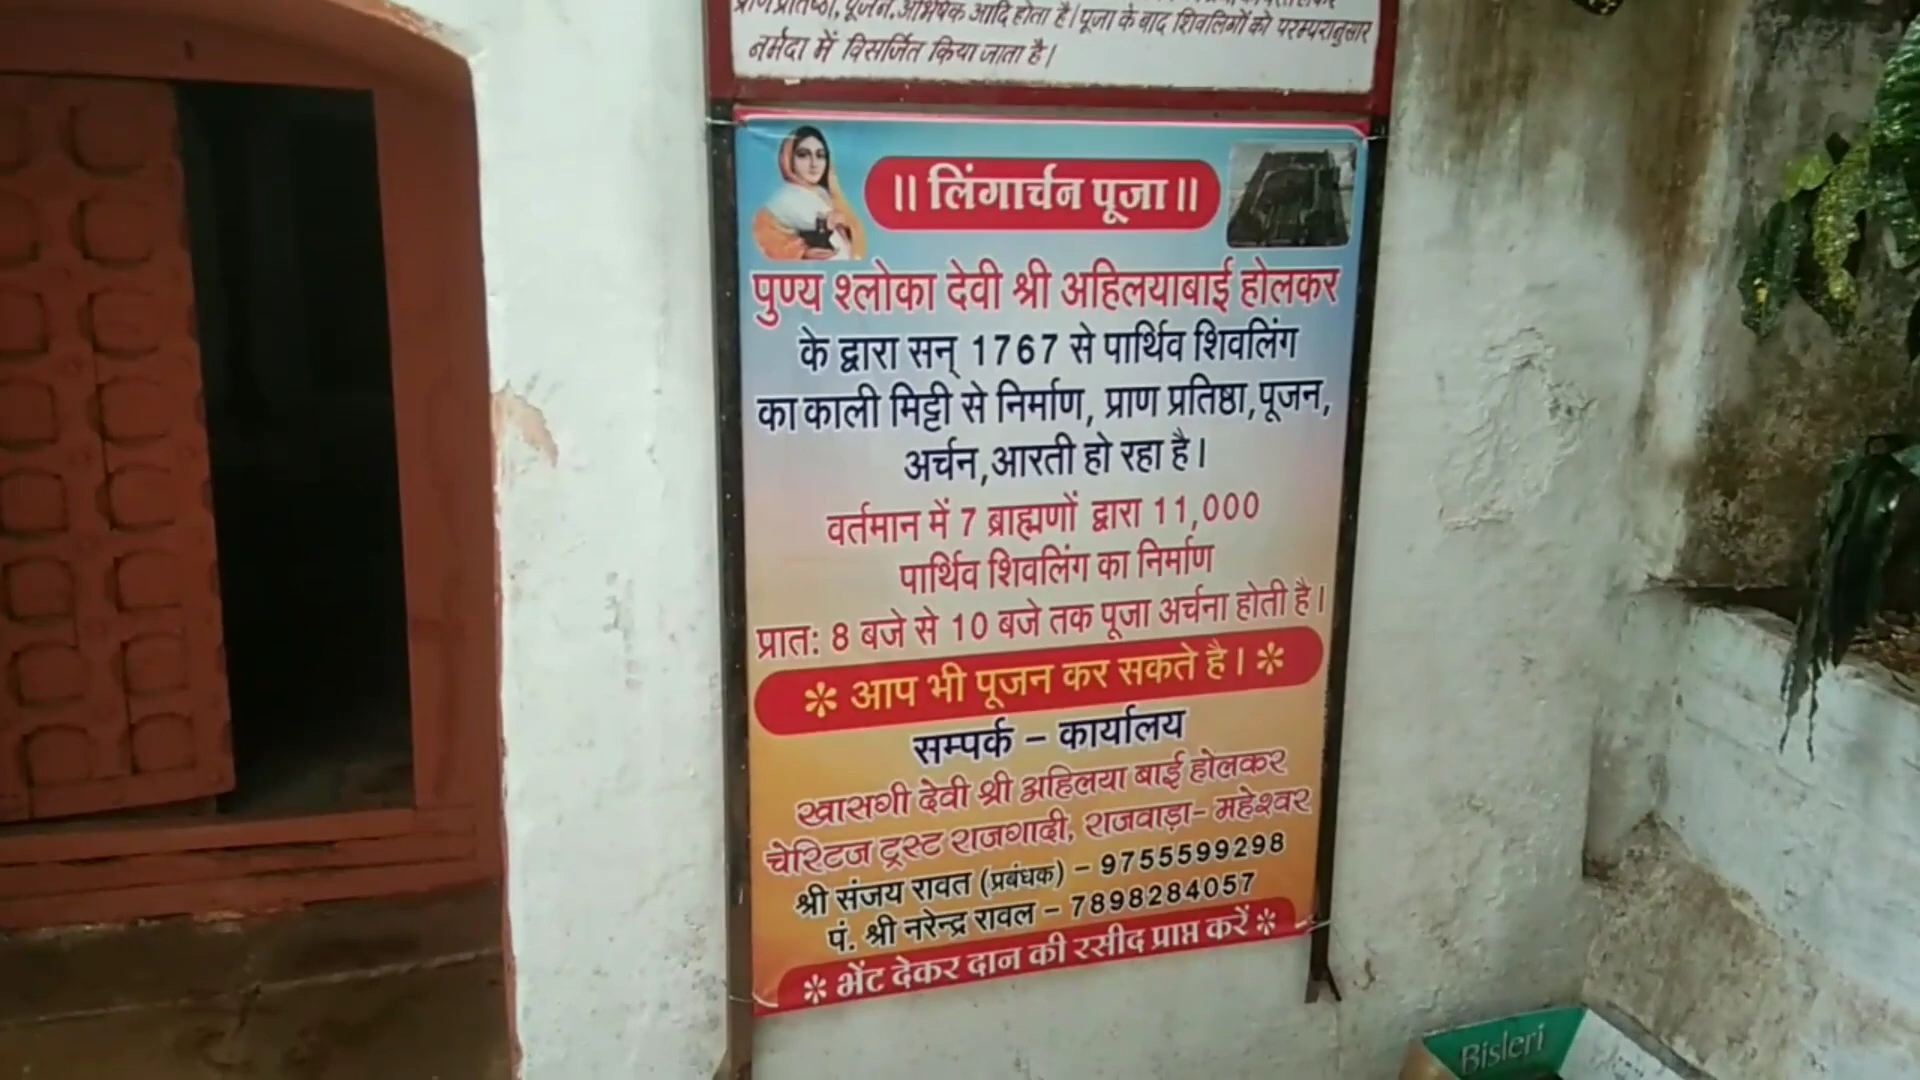 प्राण प्रतिष्ठा, पूजन, अभिषेक आदि होता है। पूजा के बाद शिवलिंगों को परम्परानुसार
नर्मदा में विसर्जित किया जाता है।
॥ लिंगार्चन पूजा ॥
पुण्य श्लोका देवी श्री अहिलयाबाई होलकर
के द्वारा सन् 1767 से पार्थिव शिवलिंग
का काली मिट्टी से निर्माण, प्राण प्रतिष्ठा, पूजन,
अर्चन, आरती हो रहा है।
वर्तमान में 7 ब्राह्मणों द्वारा 11,000
पार्थिव शिवलिंग का निर्माण
प्रात: 8 बजे से 10 बजे तक पूजा अर्चना होती है।
* आप भी पूजन कर सकते है। *
सम्पर्क – कार्यालय
खासगी देवी श्री अहिलया बाई होलकर
चेरिटज ट्रस्ट राजगादी, राजवाड़ा- महेश्वर
श्री संजय रावत (प्रबंधक) – 9755599298
पं. श्री नरेन्द्र रावल – 7898284057
* भेंट देकर दान की रसीद प्राप्त करें *
Bisleri